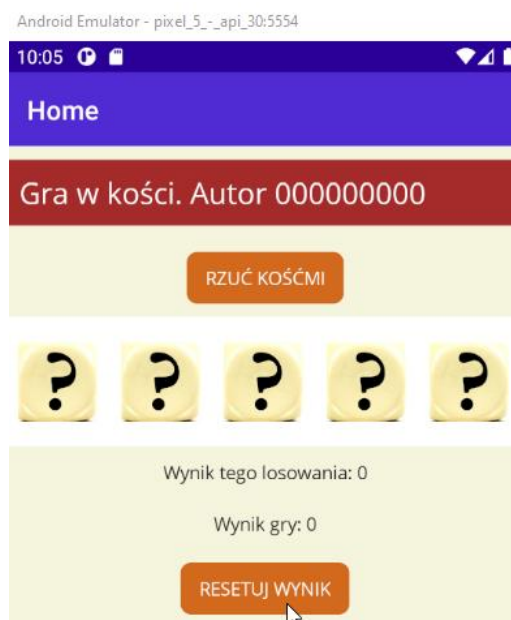 Android Emulator - pixel_5_-_api_30:5554
10:05
Home
Gra w kości. Autor 000000000
RZUĆ KOŚĆMI
? ? ? ? ?
Wynik tego losowania: 0
Wynik gry: 0
RESETUJ WYNIK